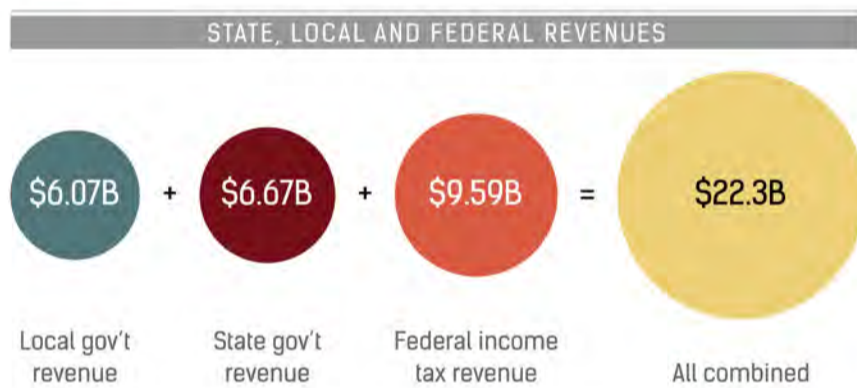 STATE, LOCAL AND FEDERAL REVENUES
$6.07B + $6.67B + $9.59B = $22.3B
Local gov't
revenue
State gov't
revenue
Federal income
tax revenue
All combined